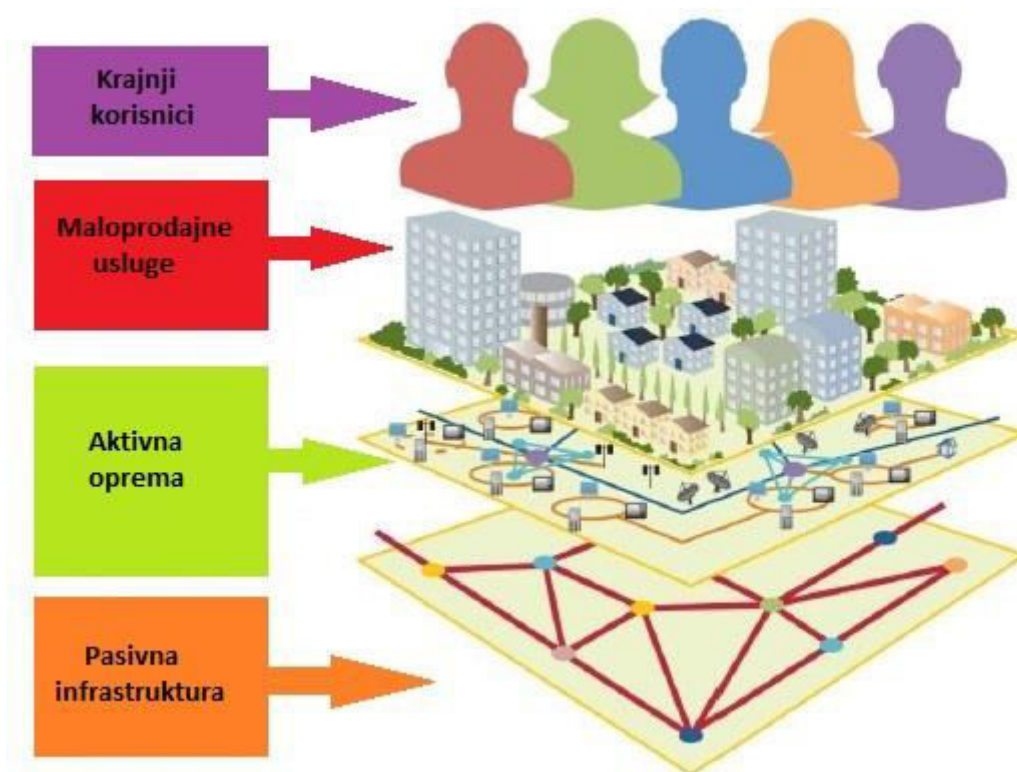 Krajnji
korisnici
Maloprodajne
usluge
Aktivna
oprema
Pasivna
infrastruktura